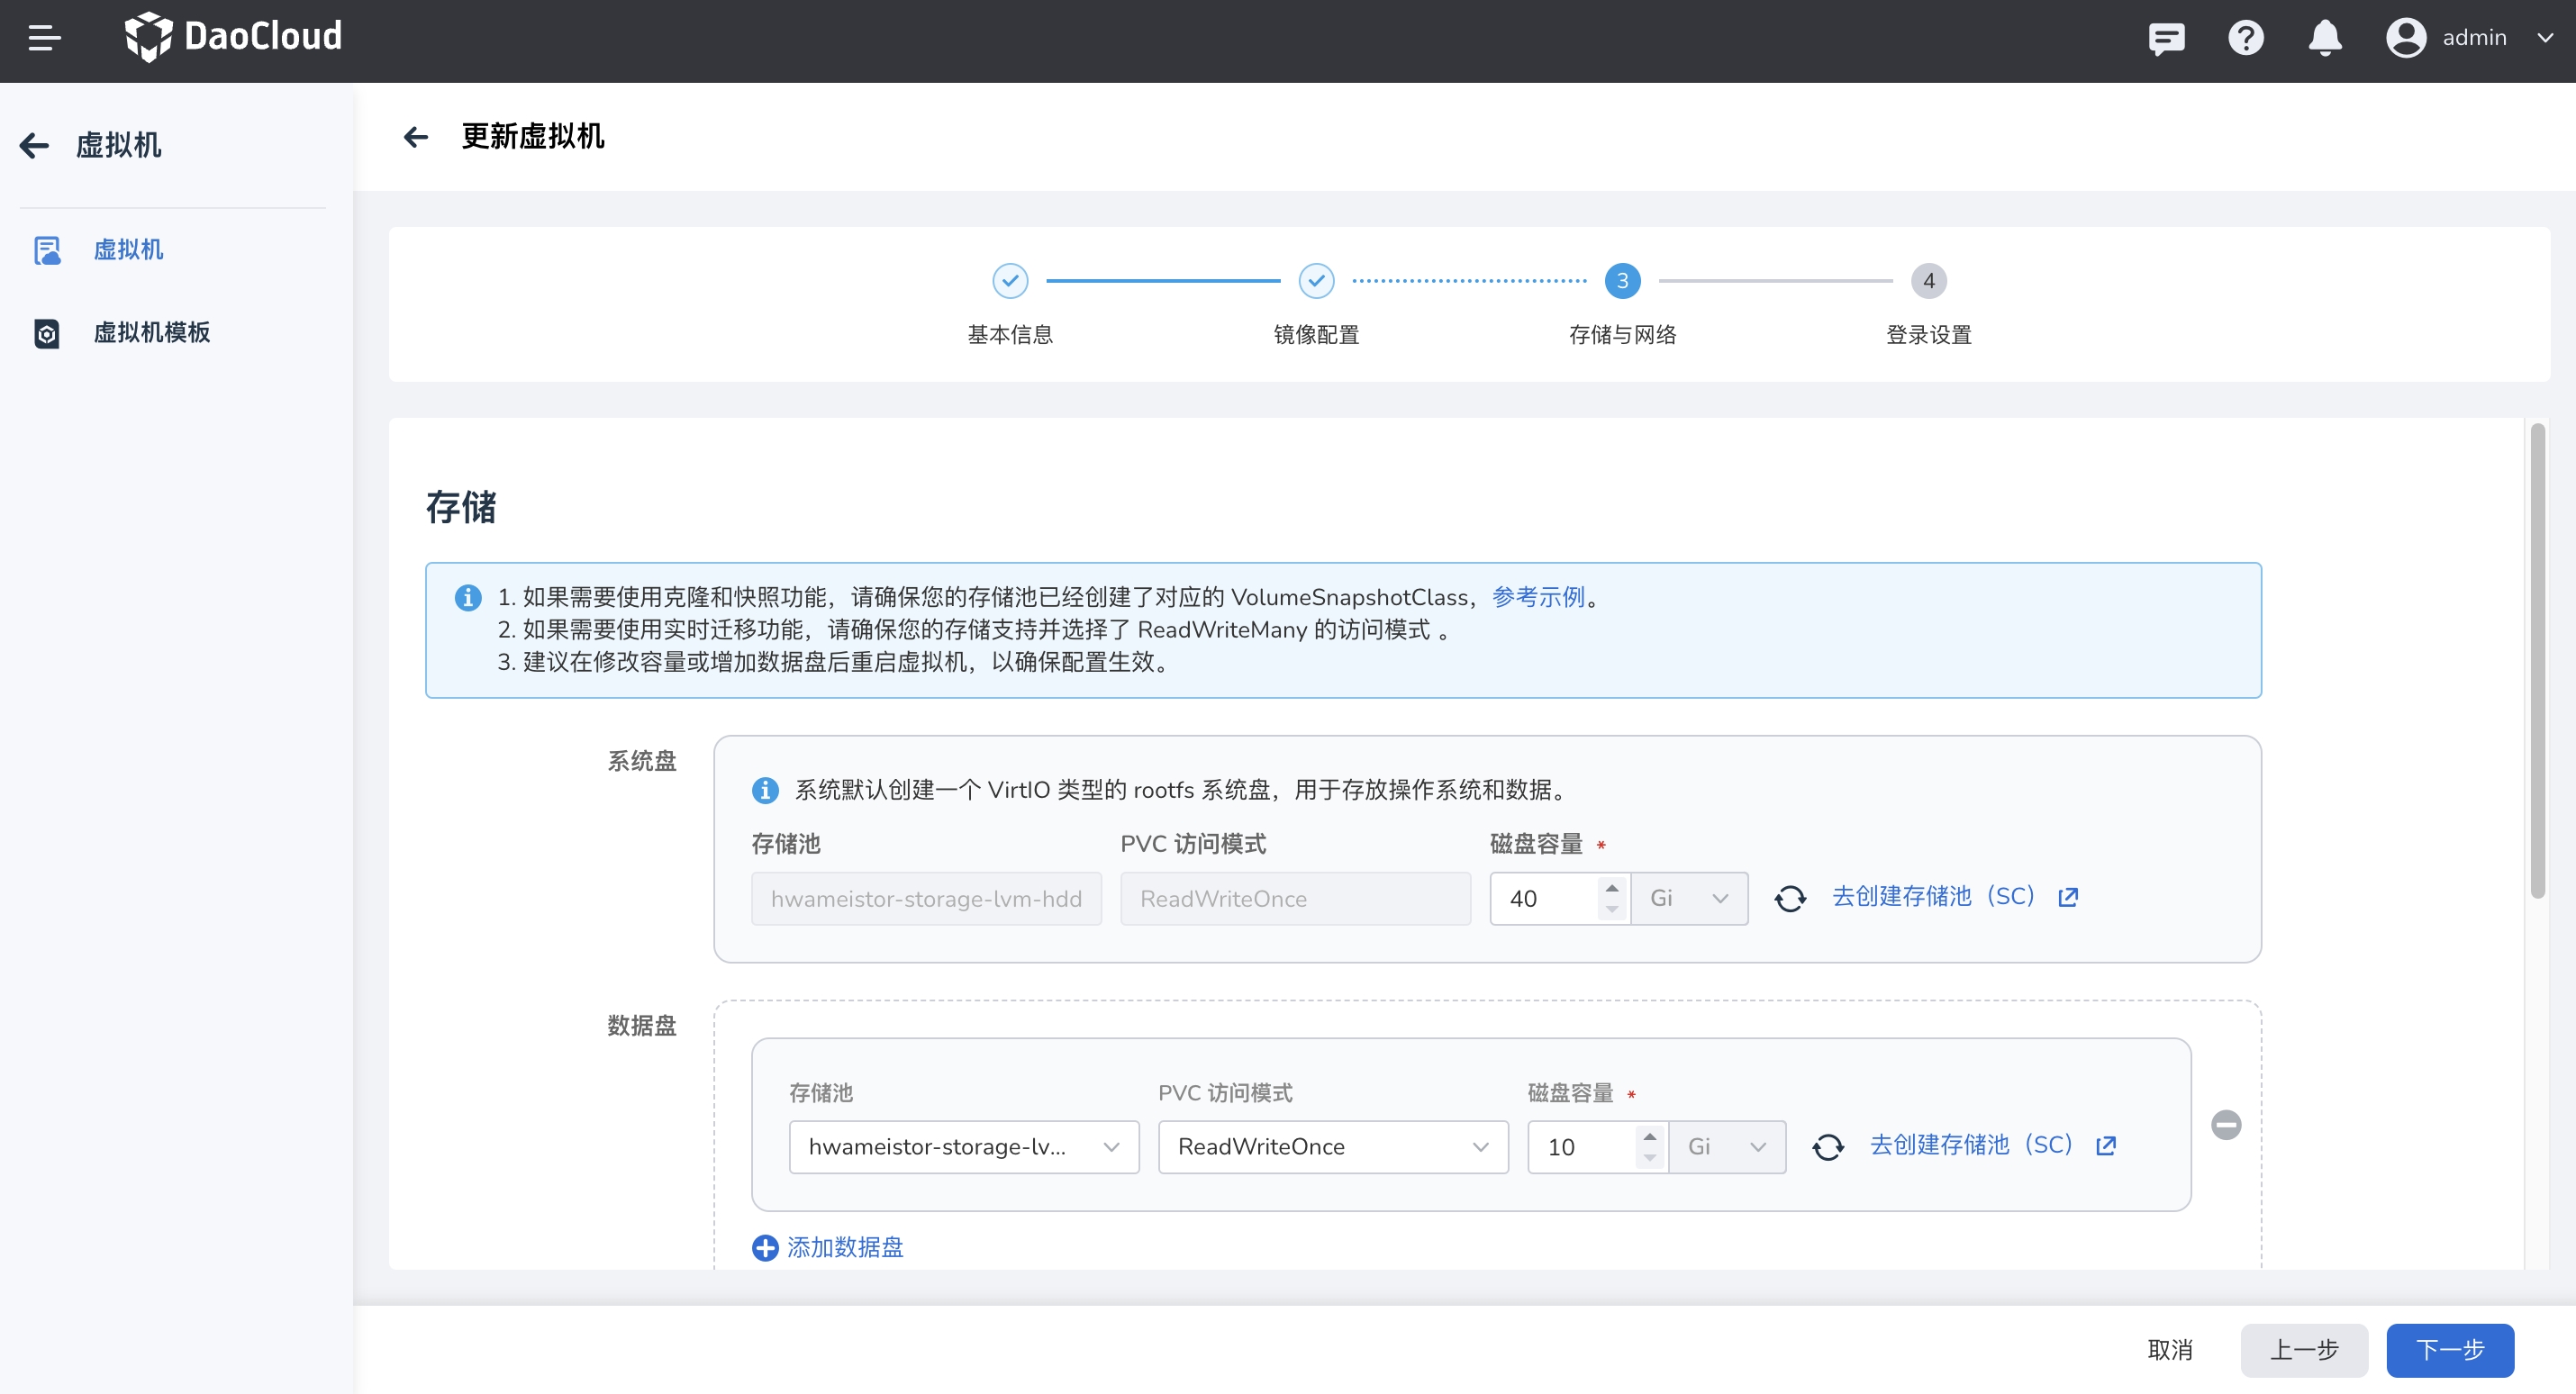 DaoCloud
admin
虚拟机
虚拟机
虚拟机模板
更新虚拟机
3
4
基本信息
镜像配置
存储与网络
登录设置
存储
1. 如果需要使用克隆和快照功能，请确保您的存储池已经创建了对应的 VolumeSnapshotClass，参考示例。
2. 如果需要使用实时迁移功能，请确保您的存储支持并选择了 ReadWriteMany 的访问模式 。
3. 建议在修改容量或增加数据盘后重启虚拟机，以确保配置生效。
系统盘
系统默认创建一个 VirtIO 类型的 rootfs 系统盘，用于存放操作系统和数据。
存储池 PVC 访问模式 磁盘容量 *
hwameistor-storage-lvm-hdd ReadWriteOnce 40 Gi 去创建存储池（SC）
数据盘
存储池 PVC 访问模式 磁盘容量 *
hwameistor-storage-lv... ReadWriteOnce 10 Gi 去创建存储池（SC）
添加数据盘
取消 上一步 下一步